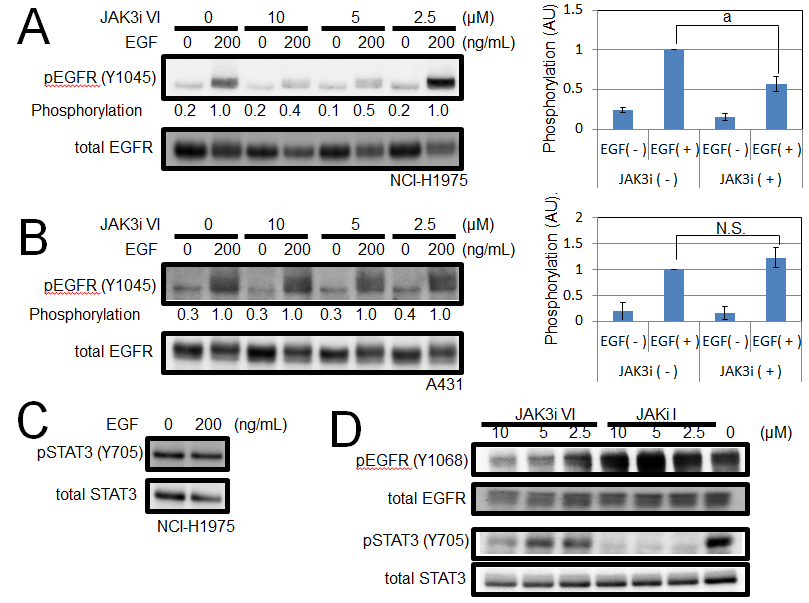 A
JAK3i VI 0 10 5 2.5 (μM)
EGF 0 200 0 200 0 200 0 200 (ng/mL)
pEGFR (Y1045)
Phosphorylation 0.2 1.0 0.2 0.4 0.1 0.5 0.2 1.0
total EGFR
NCI-H1975
Phosphorylation (AU)
1.5
1
0.5
0
a
EGF( - ) EGF( + ) EGF( - ) EGF( + )
JAK3i ( - ) JAK3i ( + )
B
JAK3i VI 0 10 5 2.5 (μM)
EGF 0 200 0 200 0 200 0 200 (ng/mL)
pEGFR (Y1045)
Phosphorylation 0.3 1.0 0.3 1.0 0.3 1.0 0.4 1.0
total EGFR
A431
Phosphorylation (AU).
2
1.5
1
0.5
0
N.S.
EGF( - ) EGF( + ) EGF( - ) EGF( + )
JAK3i ( - ) JAK3i ( + )
C
EGF 0 200 (ng/mL)
pSTAT3 (Y705)
total STAT3
NCI-H1975
D
JAK3i VI JAKi I
10 5 2.5 10 5 2.5 0 (μM)
pEGFR (Y1068)
total EGFR
pSTAT3 (Y705)
total STAT3